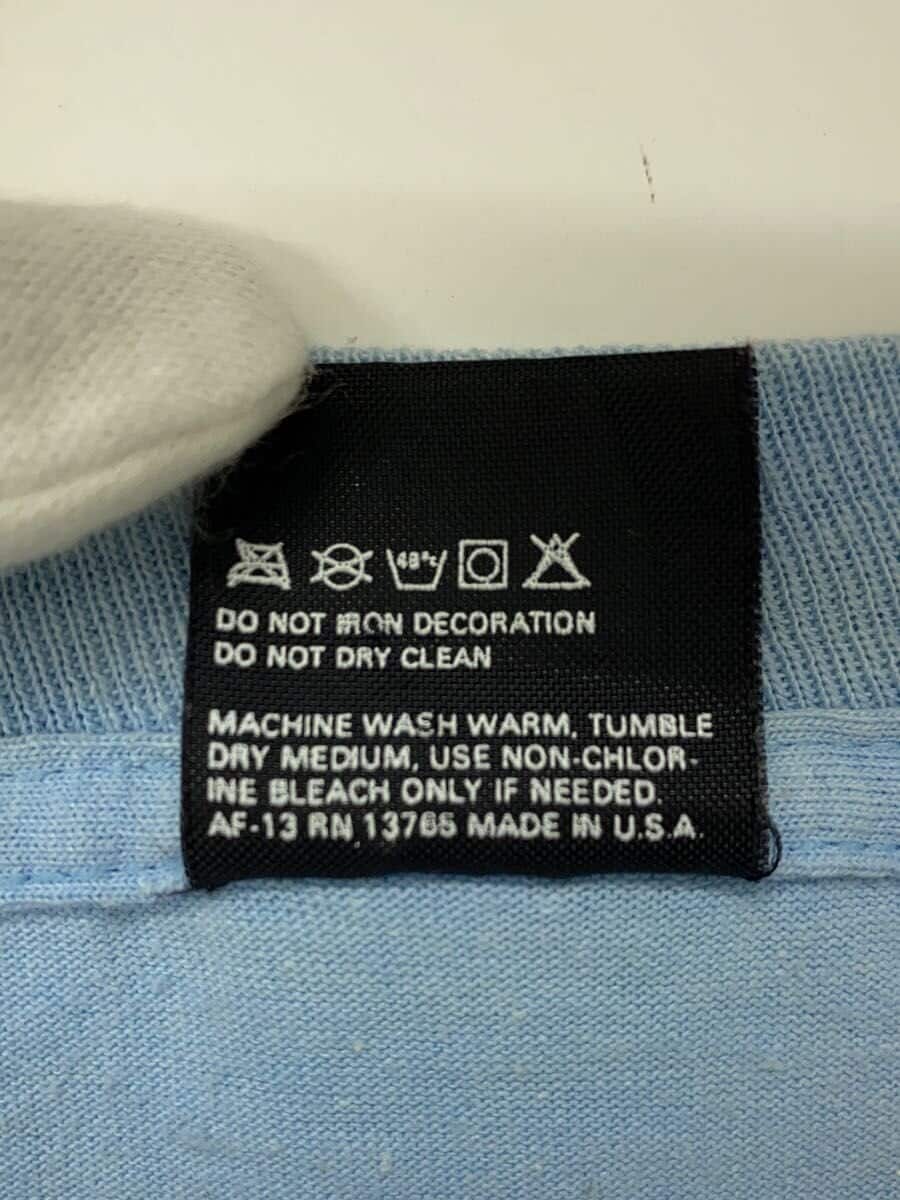 48°C
DO NOT IRON DECORATION
DO NOT DRY CLEAN
MACHINE WASH WARM, TUMBLE
DRY MEDIUM, USE NON-CHLOR-
INE BLEACH ONLY IF NEEDED.
AF-13 RN 13765 MADE IN U.S.A.